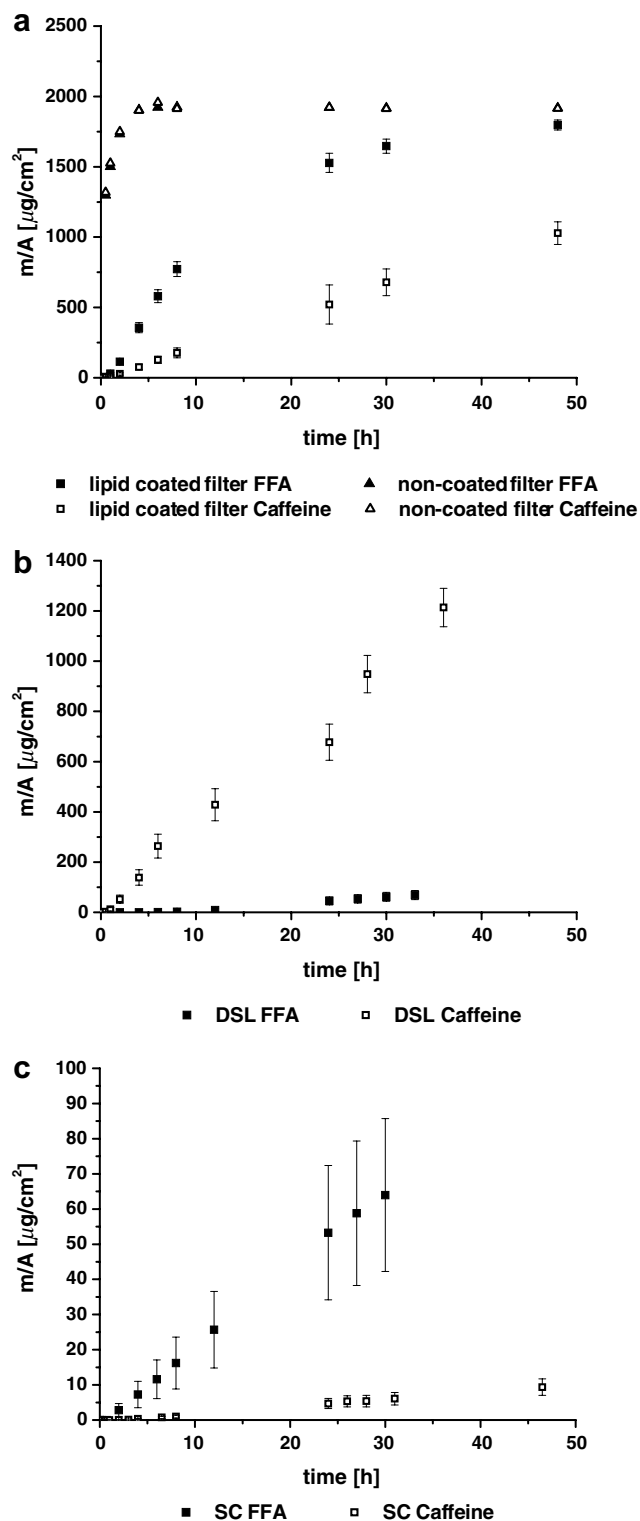 a
2500
2000
1500
1000
500
0
m/A [µg/cm²]
0 10 20 30 40 50
time [h]
lipid coated filter FFA non-coated filter FFA
lipid coated filter Caffeine non-coated filter Caffeine
b
1400
1200
1000
800
600
400
200
0
m/A [µg/cm²]
0 10 20 30 40 50
time [h]
DSL FFA DSL Caffeine
c
100
90
80
70
60
50
40
30
20
10
0
m/A [µg/cm²]
0 10 20 30 40 50
time [h]
SC FFA SC Caffeine